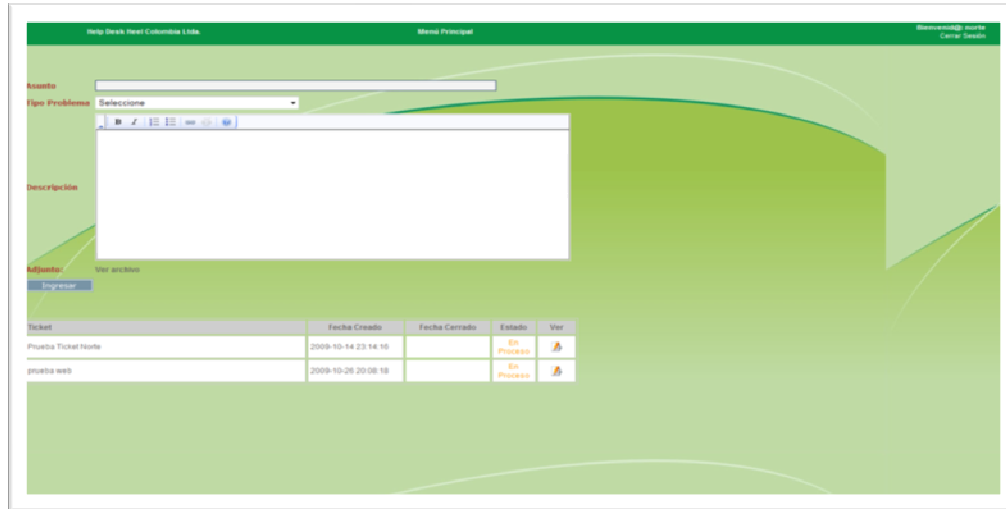 Help Desk Heel Colombia Ltda.
Menú Principal
Bienvenid@: norte
Cerrar Sesión
Asunto
Tipo Problema Seleccione
Descripción
Adjunto: Ver archivo
Ingresar
Ticket Fecha Creado Fecha Cerrado Estado Ver
Prueba Ticket Norte 2009-10-14 23:14:16 En Proceso
prueba web 2009-10-26 20:08:18 En Proceso